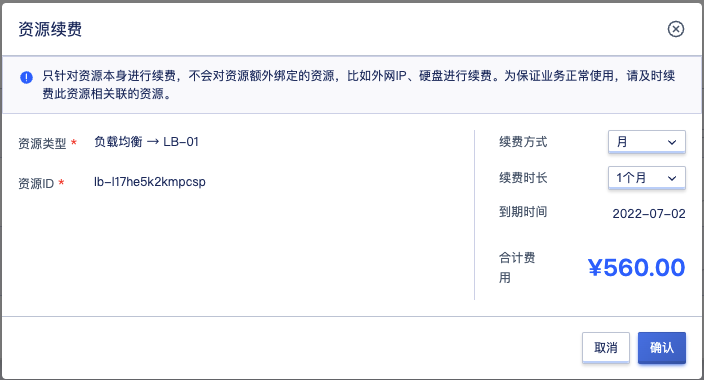 资源续费
只针对资源本身进行续费，不会对资源额外绑定的资源，比如外网IP、硬盘进行续费。为保证业务正常使用，请及时续
费此资源相关联的资源。
资源类型 * 负载均衡 → LB-01
资源ID * lb-l17he5k2kmpcsp
续费方式 月
续费时长 1个月
到期时间 2022-07-02
合计费
用 ¥560.00
取消 确认